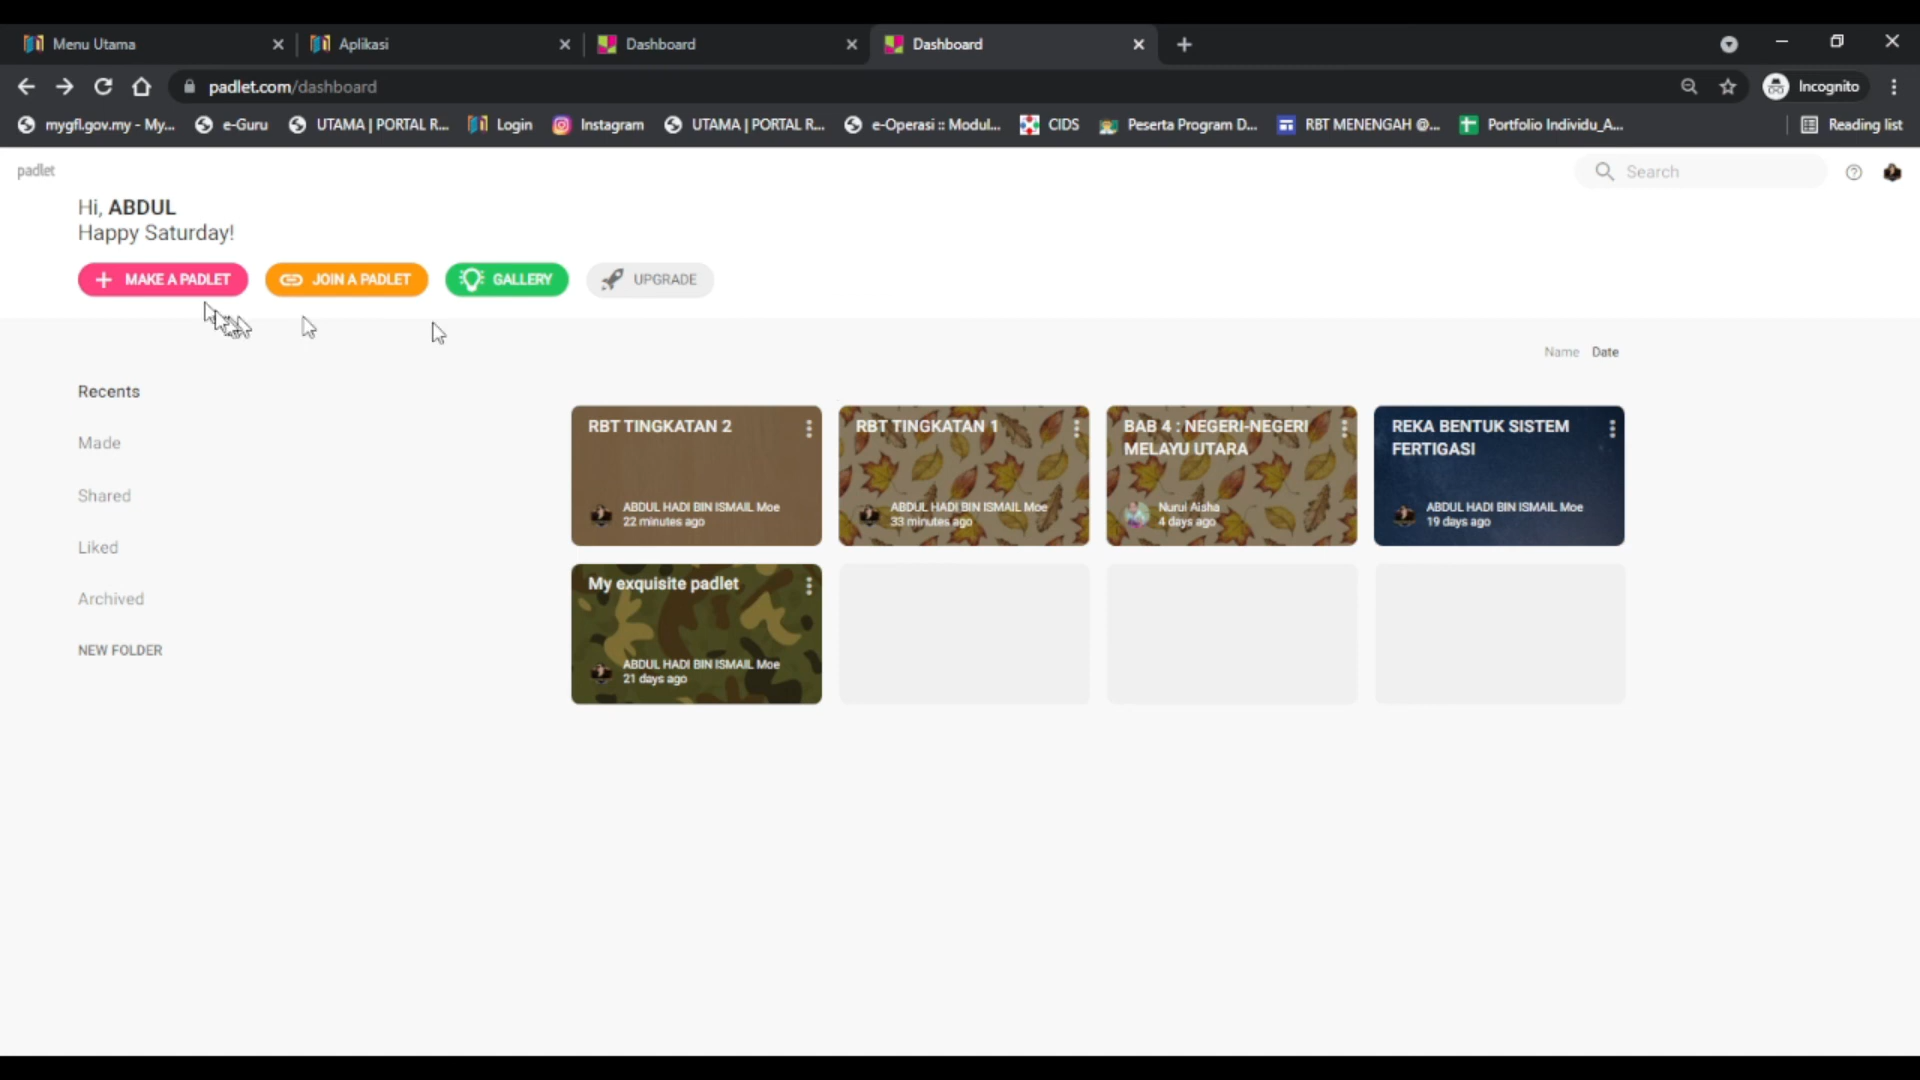 Menu Utama
Aplikasi
Dashboard
Dashboard
padlet.com/dashboard
Incognito
mygfl.gov.my - My...
e-Guru
UTAMA | PORTAL R...
Login
Instagram
UTAMA | PORTAL R...
e-Operasi :: Modul...
CIDS
Peserta Program D...
RBT MENENGAH @...
Portfolio Individu_A...
Reading list
padlet
Search
Hi, ABDUL
Happy Saturday!
MAKE A PADLET
JOIN A PADLET
GALLERY
UPGRADE
Name Date
Recents
Made
Shared
Liked
Archived
NEW FOLDER
RBT TINGKATAN 2
ABDUL HADI BIN ISMAIL Moe
22 minutes ago
RBT TINGKATAN 1
ABDUL HADI BIN ISMAIL Moe
33 minutes ago
BAB 4 : NEGERI-NEGERI
MELAYU UTARA
Nurul Aisha
4 days ago
REKA BENTUK SISTEM
FERTIGASI
ABDUL HADI BIN ISMAIL Moe
19 days ago
My exquisite padlet
ABDUL HADI BIN ISMAIL Moe
21 days ago